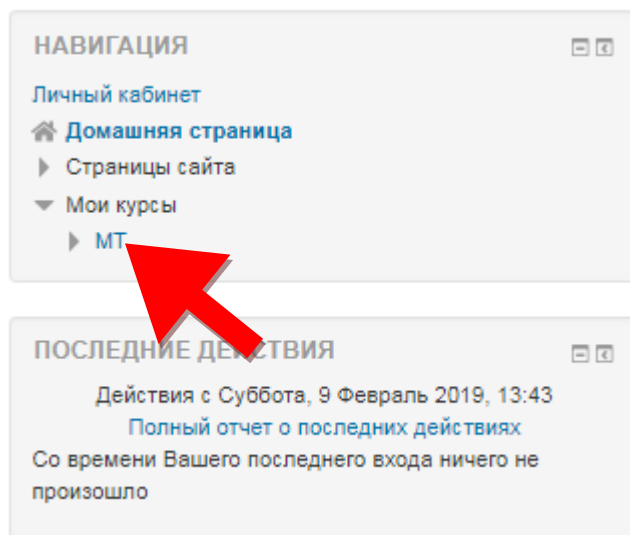 НАВИГАЦИЯ
Личный кабинет
Домашняя страница
Страницы сайта
Мои курсы
МТ
ПОСЛЕДНИЕ ДЕЙСТВИЯ
Действия с Суббота, 9 Февраль 2019, 13:43
Полный отчет о последних действиях
Со времени Вашего последнего входа ничего не
произошло